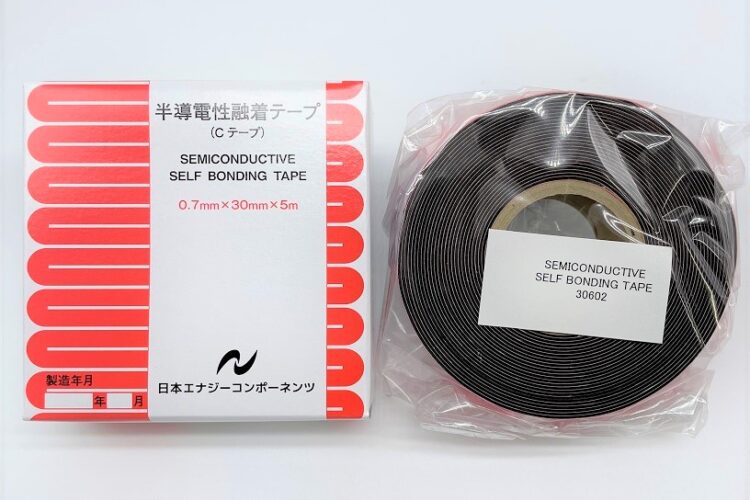 半導電性融着テープ
(Cテープ)
SEMICONDUCTIVE
SELF BONDING TAPE
0.7mm×30mm×5m
日本エナジーコンポーネンツ
製造年月
年 月
SEMICONDUCTIVE
SELF BONDING TAPE
30602